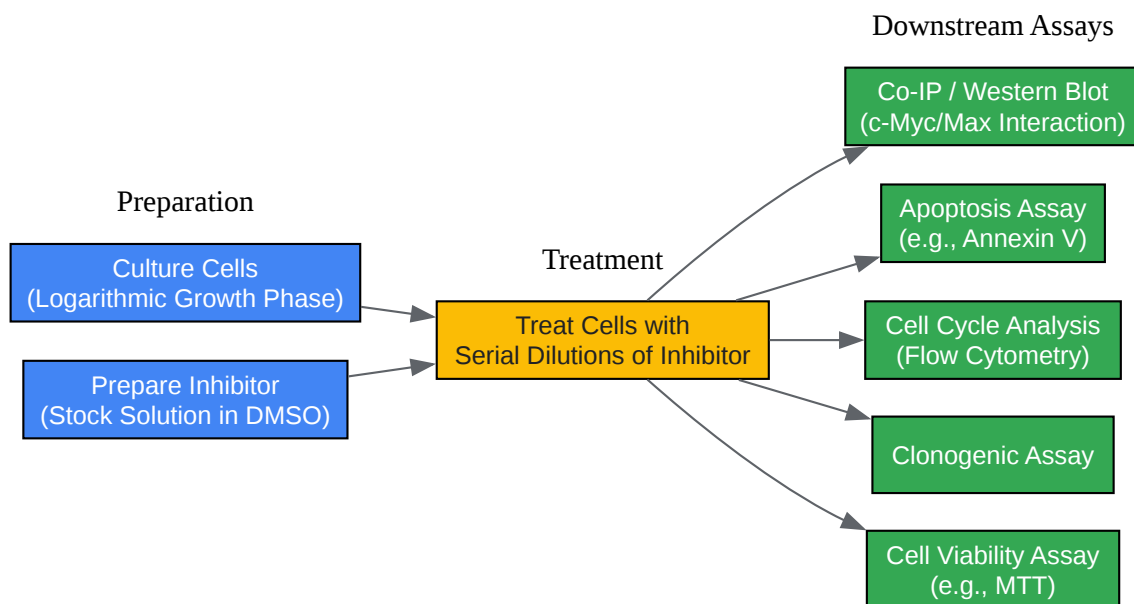 Preparation
Culture Cells
(Logarithmic Growth Phase)
Prepare Inhibitor
(Stock Solution in DMSO)
Treatment
Treat Cells with
Serial Dilutions of Inhibitor
Downstream Assays
Co-IP / Western Blot
(c-Myc/Max Interaction)
Apoptosis Assay
(e.g., Annexin V)
Cell Cycle Analysis
(Flow Cytometry)
Clonogenic Assay
Cell Viability Assay
(e.g., MTT)